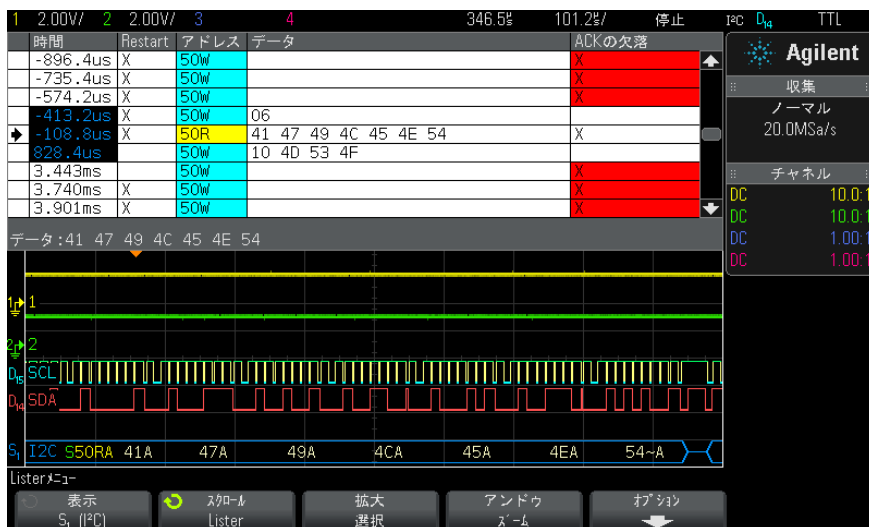 1 2.00V/ 2 2.00V/ 3 4 346.5% 101.2%/ 停止 I²C D14 TTL
時間 Restart アドレス データ ACKの欠落
-896.4us X 50W X
-735.4us X 50W X
-574.2us X 50W X
-413.2us X 50W 06
-108.8us X 50R 41 47 49 4C 45 4E 54 X
828.4us 50W 10 4D 53 4F
3.443ms 50W X
3.740ms X 50W X
3.901ms X 50W X
データ:41 47 49 4C 45 4E 54
Agilent
収集
ノーマル
20.0MSa/s
チャネル
DC 10.0:1
DC 10.0:1
DC 1.00:1
DC 1.00:1
1 1
2 2
D15 SCL
D14 SDA
S1 I2C S50RA 41A 47A 49A 4CA 45A 4EA 54~A
Listerメニュー
表示 スクロール 拡大 アンドゥ オプション
S1 (I²C) Lister 選択 ズーム